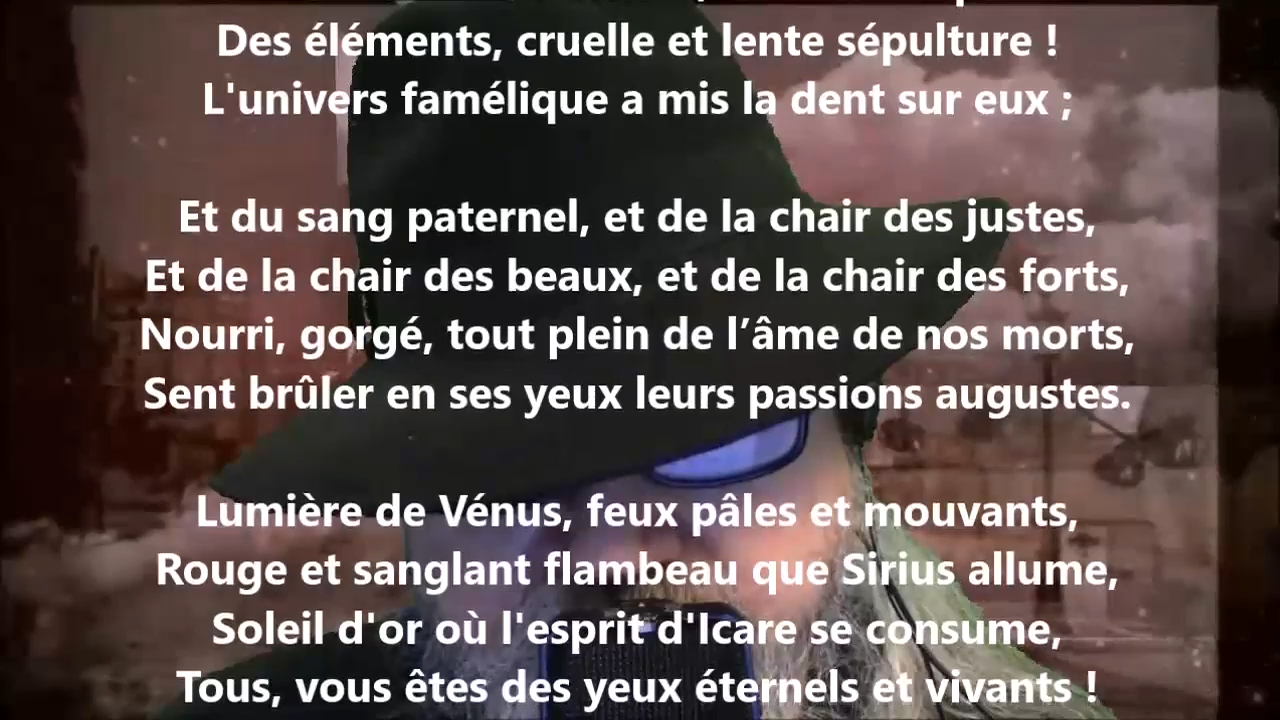 Des éléments, cruelle et lente sépulture !
L'univers famélique a mis la dent sur eux ;
Et du sang paternel, et de la chair des justes,
Et de la chair des beaux, et de la chair des forts,
Nourri, gorgé, tout plein de l’âme de nos morts,
Sent brûler en ses yeux leurs passions augustes.
Lumière de Vénus, feux pâles et mouvants,
Rouge et sanglant flambeau que Sirius allume,
Soleil d'or où l'esprit d'Icare se consume,
Tous, vous êtes des yeux éternels et vivants !